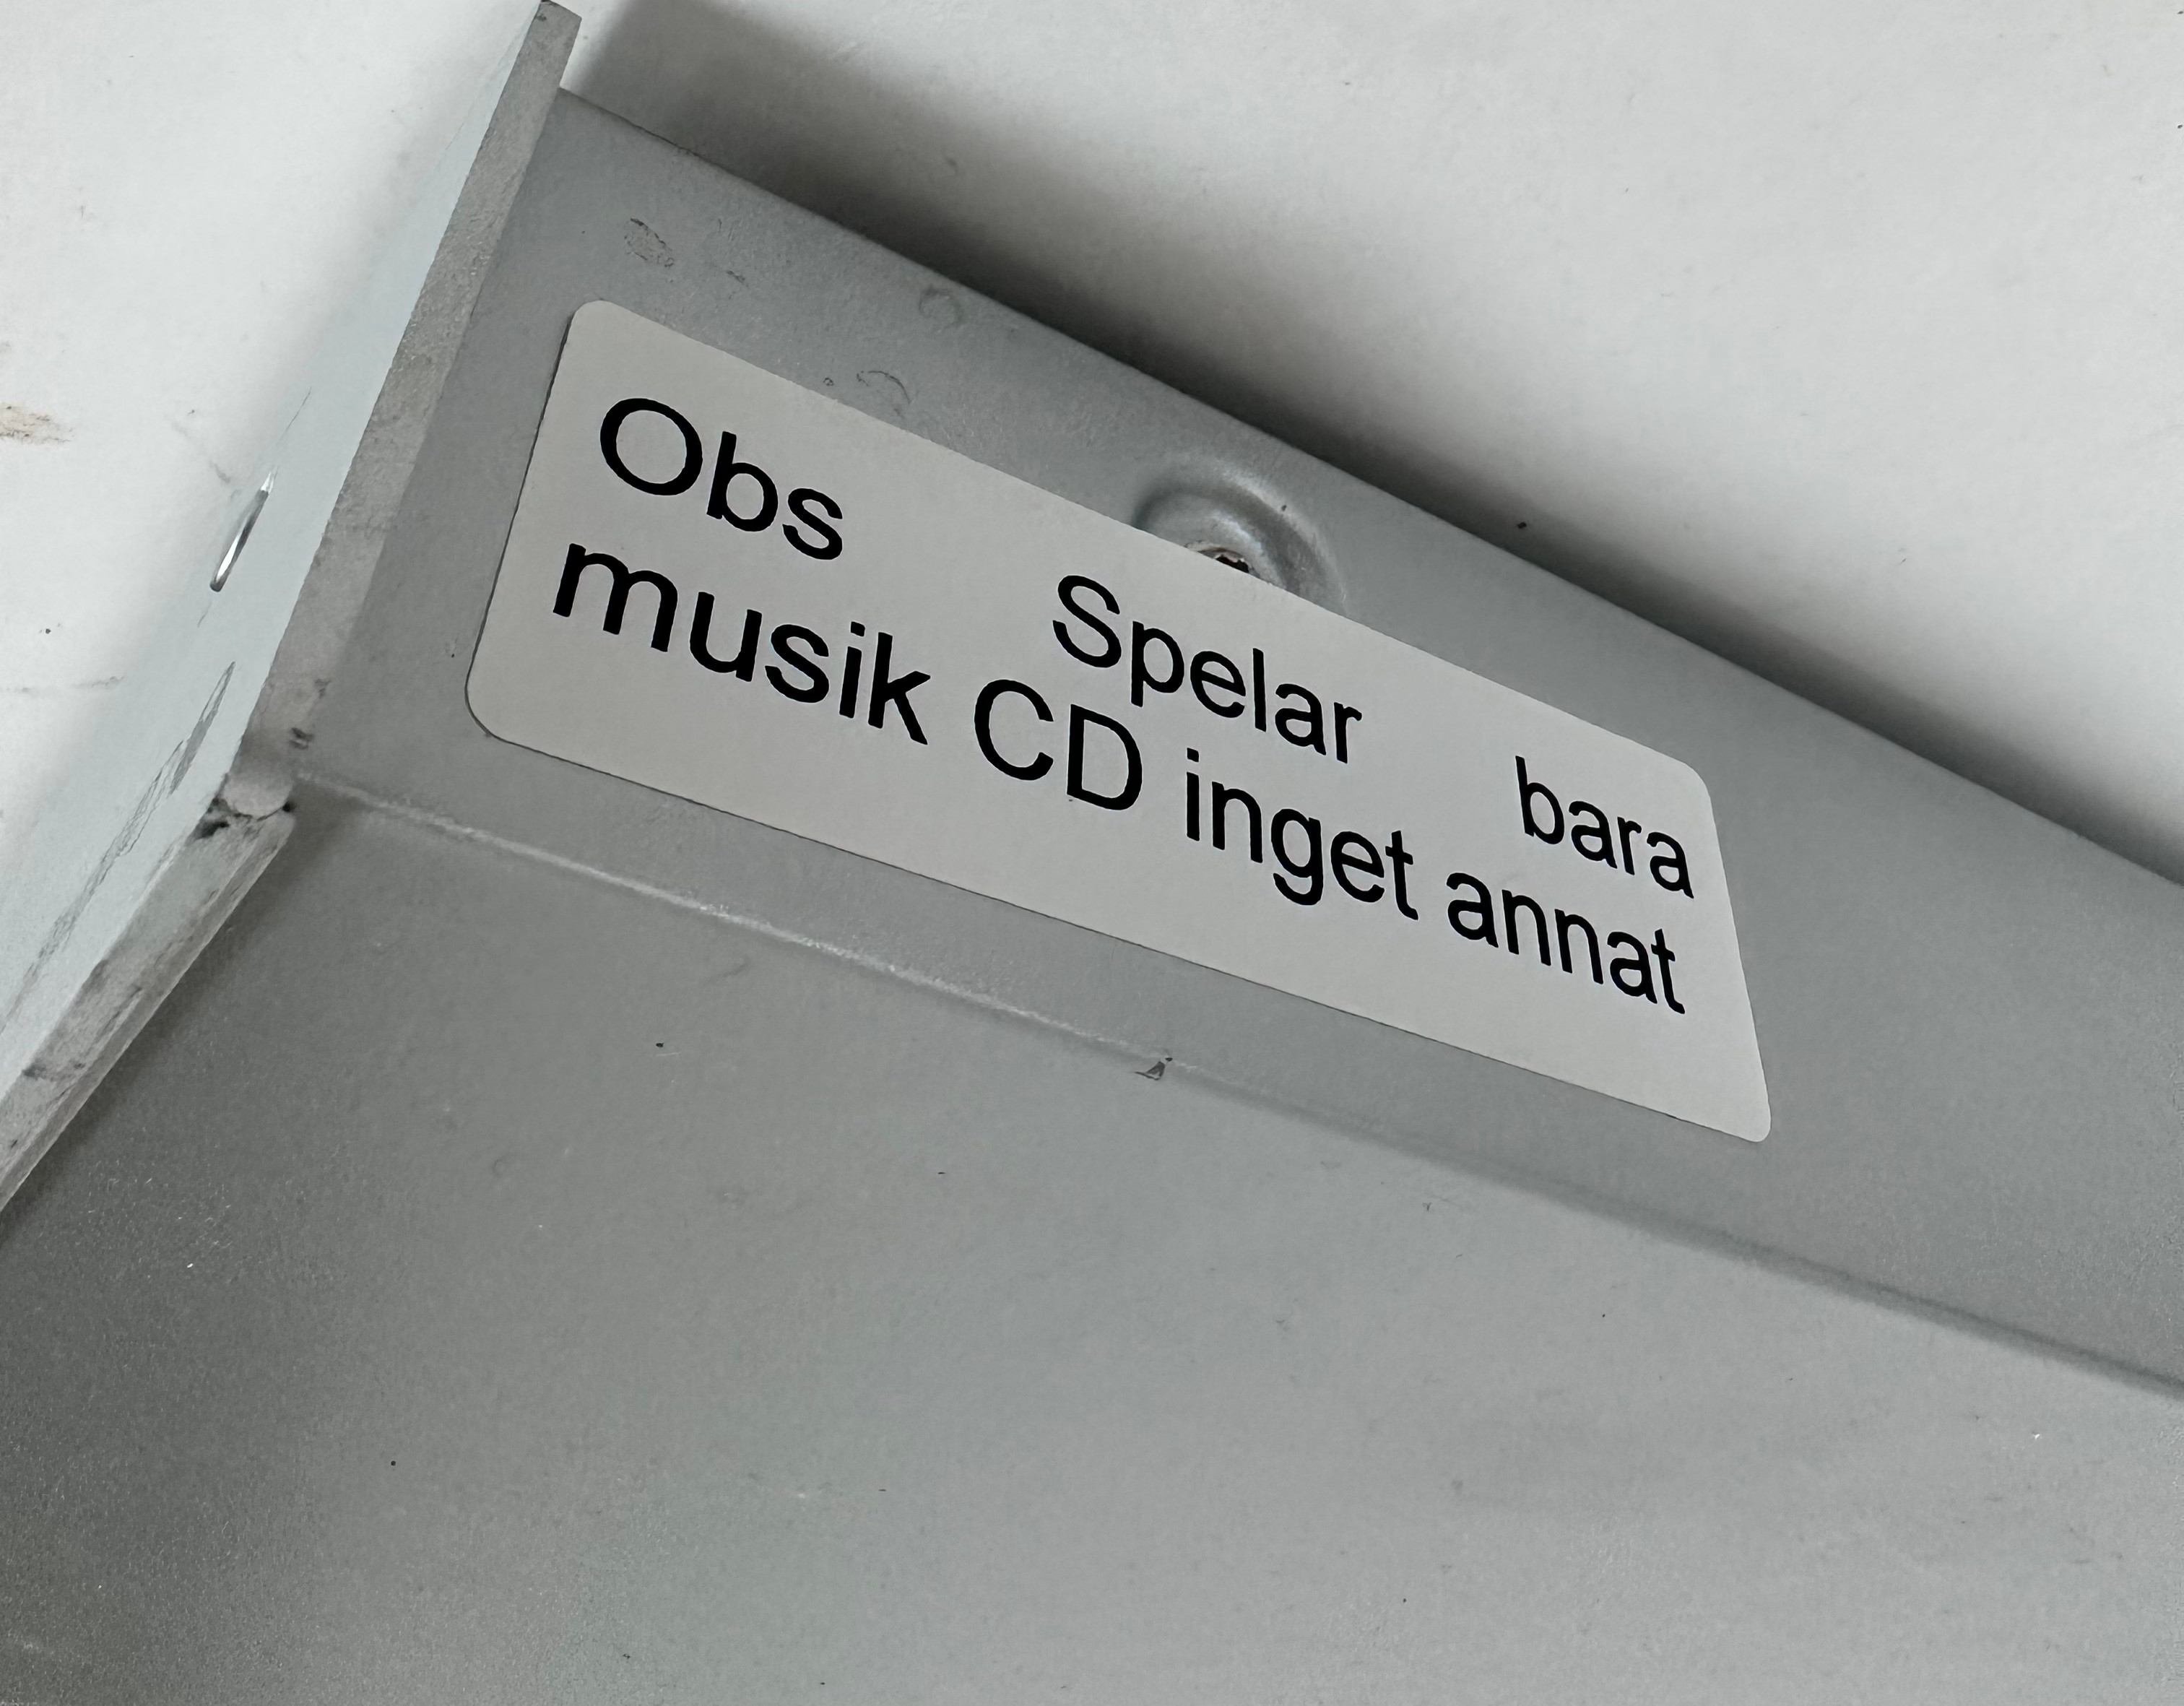 Obs Spelar bara
musik CD inget annat